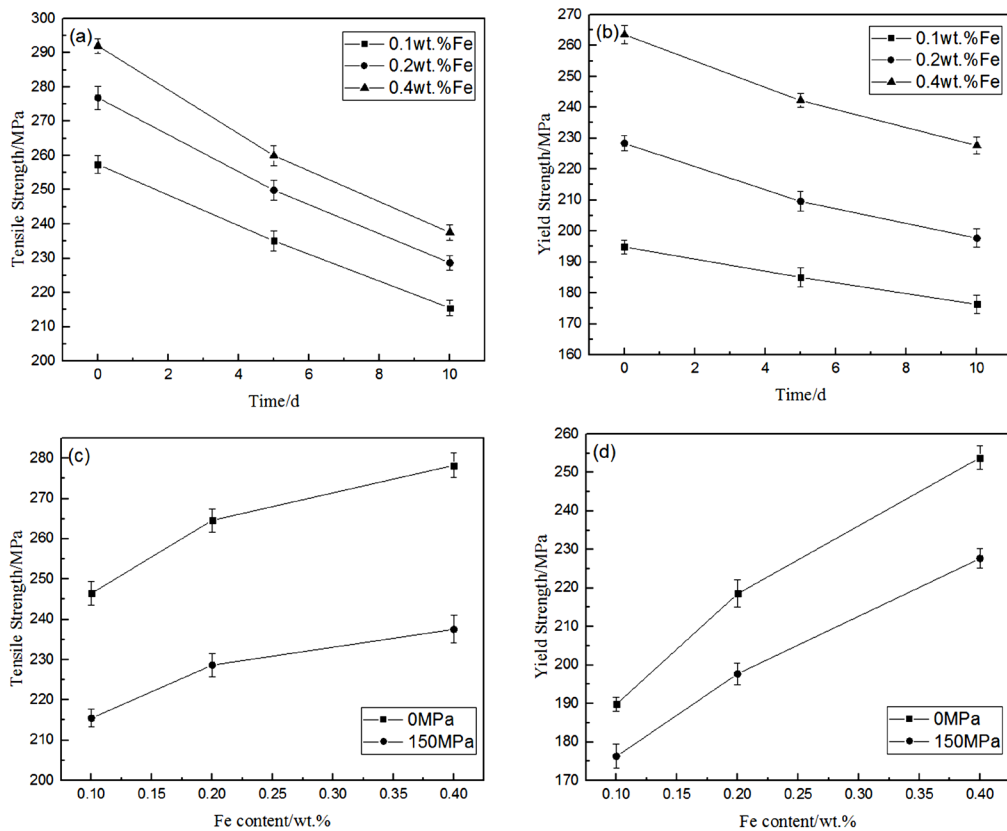 (a)
0.1wt.%Fe
0.2wt.%Fe
0.4wt.%Fe
300
290
280
270
260
250
240
230
220
210
200
Tensile Strength/MPa
0 2 4 6 8 10
Time/d
(b)
0.1wt.%Fe
0.2wt.%Fe
0.4wt.%Fe
270
260
250
240
230
220
210
200
190
180
170
160
Yield Strength/MPa
0 2 4 6 8 10
Time/d
(c)
280
270
260
250
240
230
220
210
200
Tensile Strength/MPa
0MPa
150MPa
0.10 0.15 0.20 0.25 0.30 0.35 0.40
Fe content/wt.%
(d)
260
250
240
230
220
210
200
190
180
170
Yield Strength/MPa
0MPa
150MPa
0.10 0.15 0.20 0.25 0.30 0.35 0.40
Fe content/wt.%